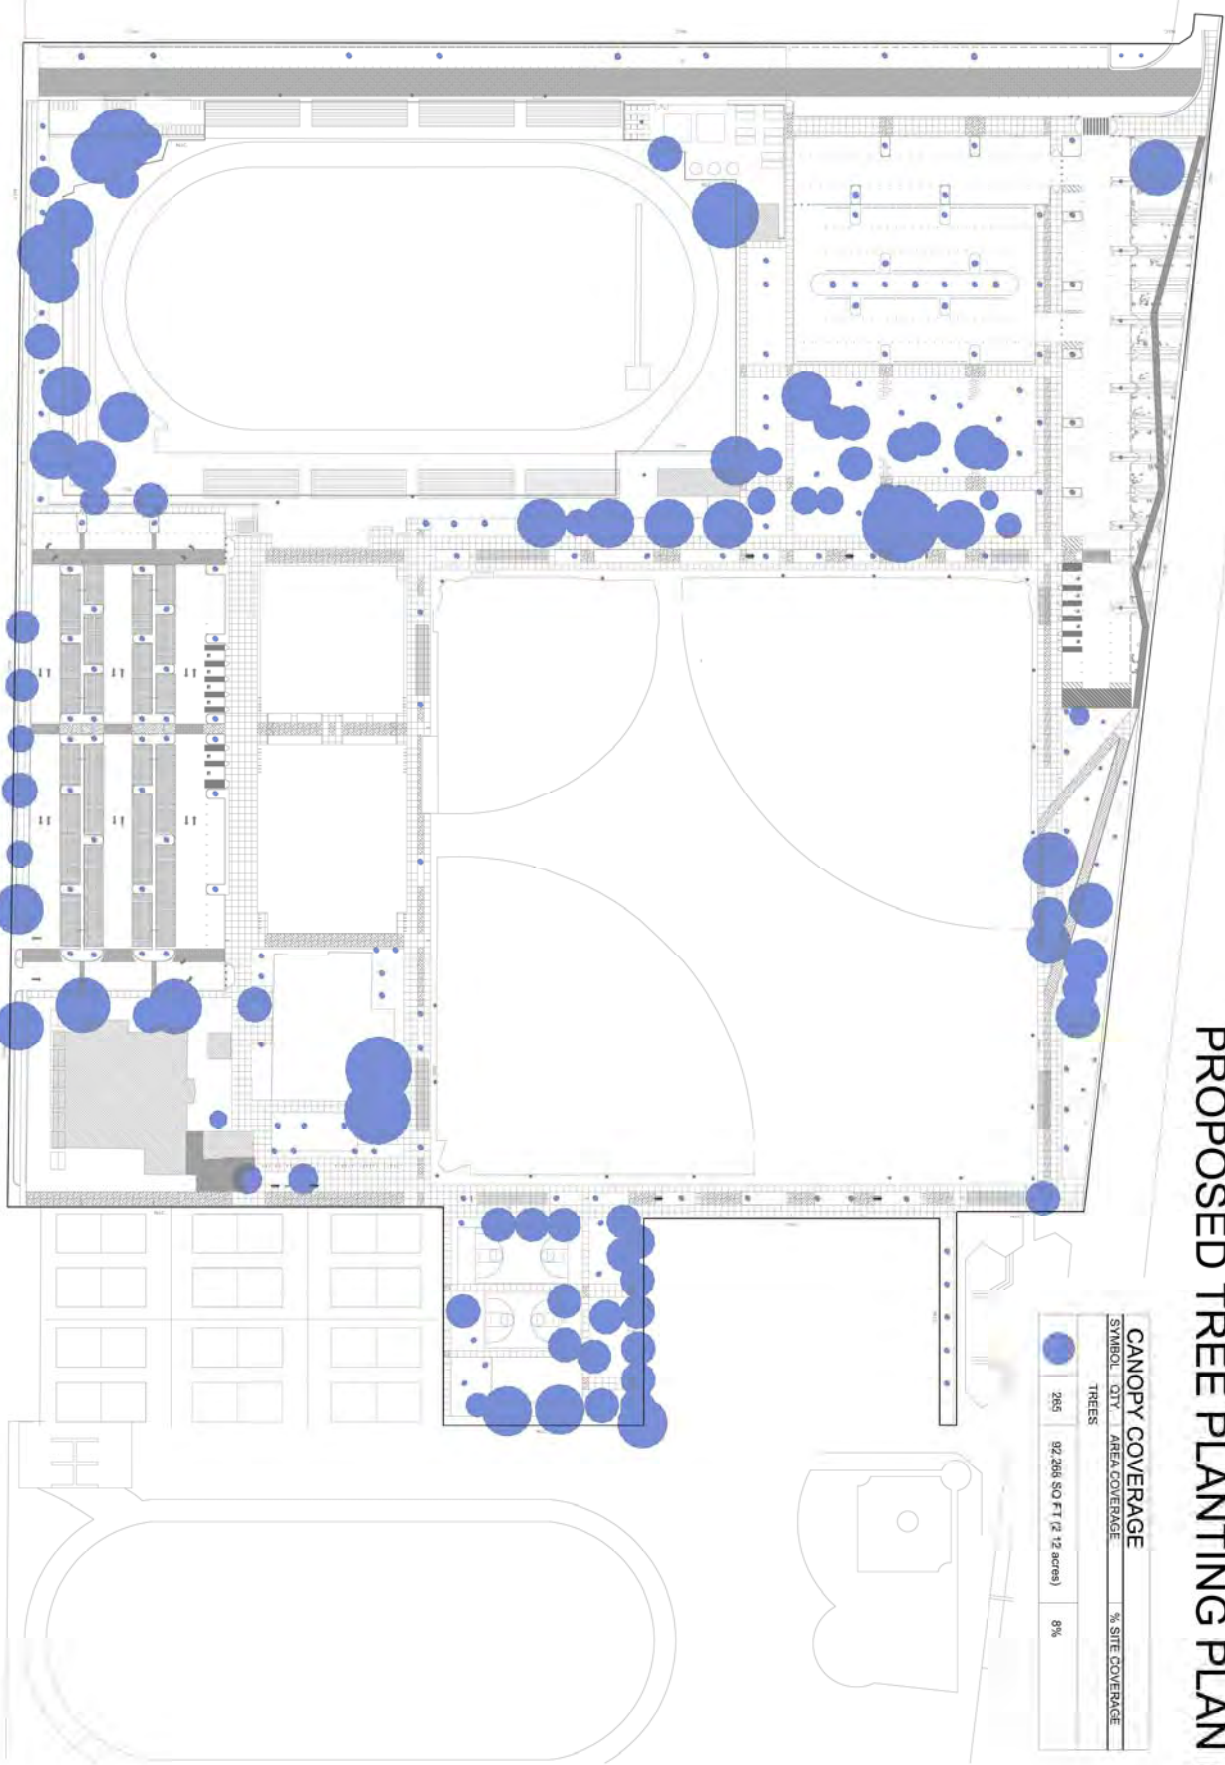 PROPOSED TREE PLANTING PLAN
CANOPY COVERAGE
SYMBOL QTY AREA COVERAGE % SITE COVERAGE
TREES
265 92,266 SQ FT (2.12 acres) 8%